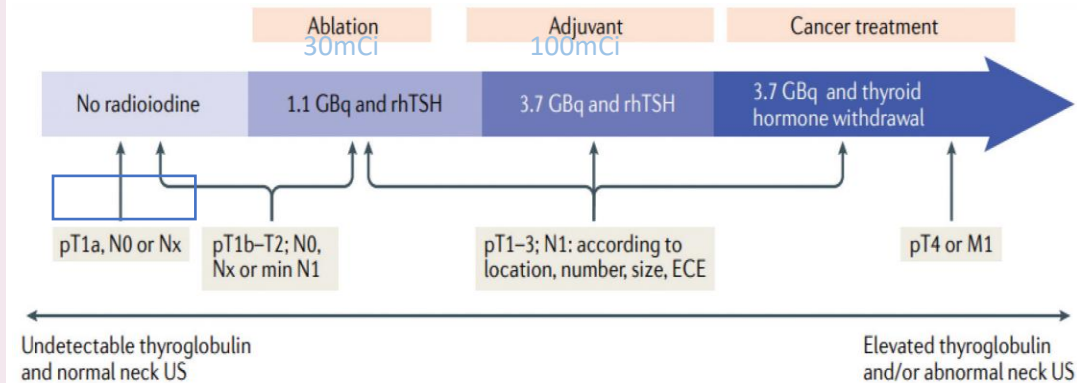 Ablation
30mCi
Adjuvant
100mCi
Cancer treatment
No radioiodine
1.1 GBq and rhTSH
3.7 GBq and rhTSH
3.7 GBq and thyroid
hormone withdrawal
pT1a, N0 or Nx
pT1b–T2; N0,
Nx or min N1
pT1–3; N1: according to
location, number, size, ECE
pT4 or M1
Undetectable thyroglobulin
and normal neck US
Elevated thyroglobulin
and/or abnormal neck US